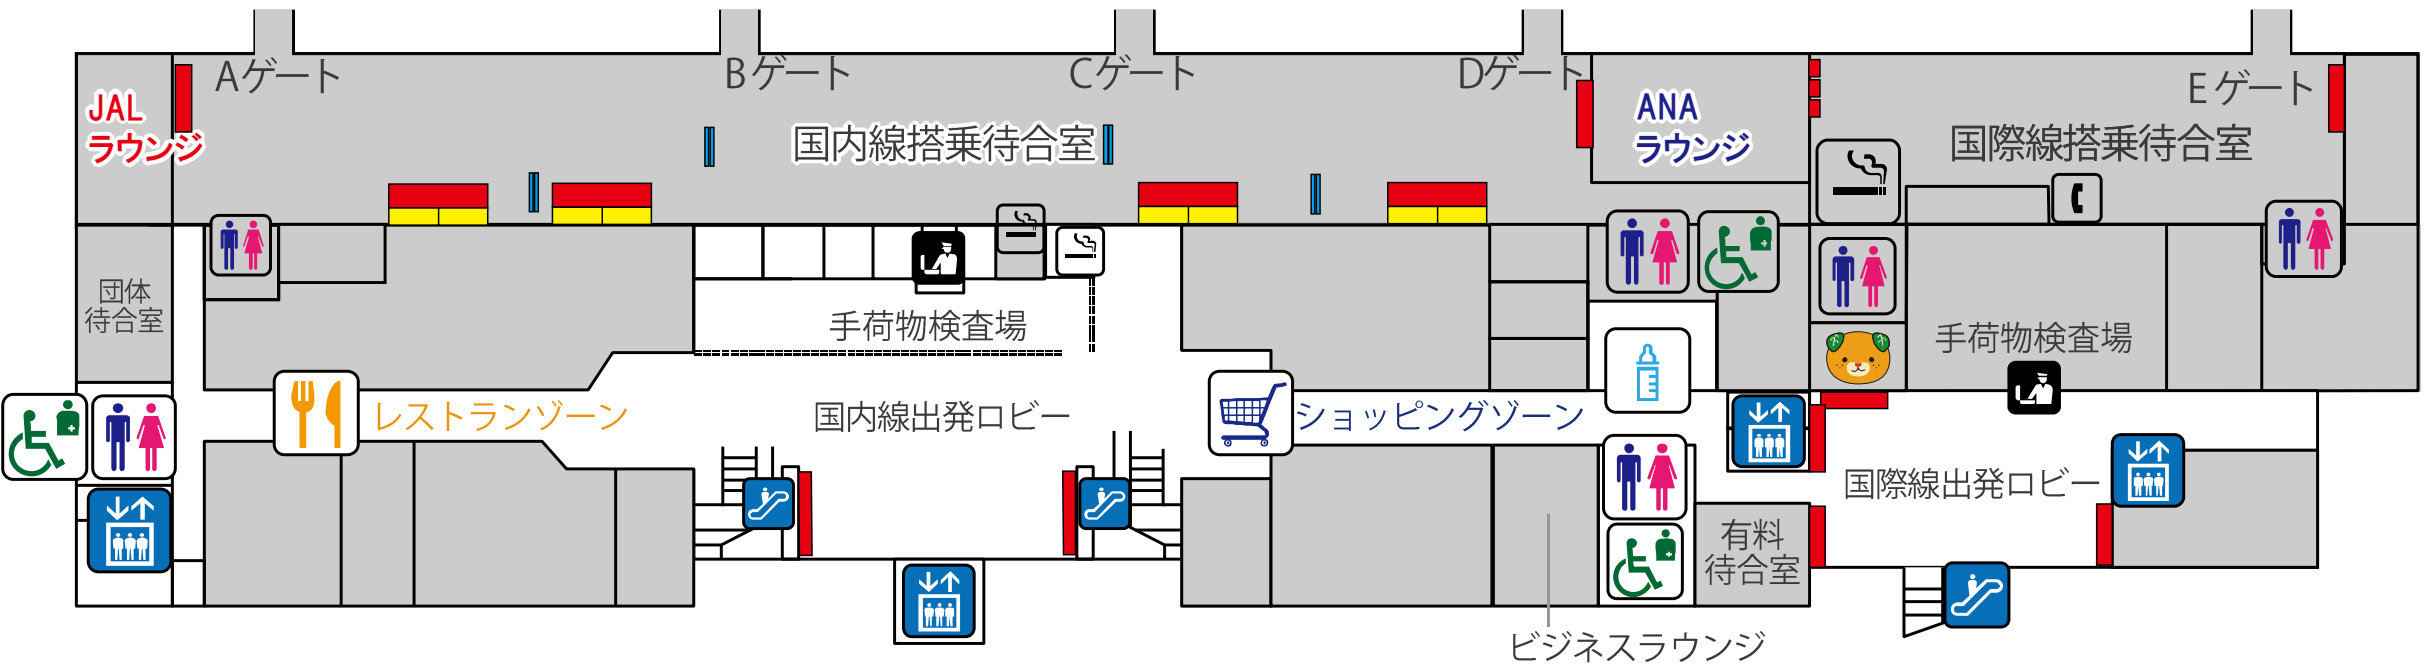 Aゲート
Bゲート
Cゲート
Dゲート
Eゲート
JAL
ラウンジ
国内線搭乗待合室
ANA
ラウンジ
国際線搭乗待合室
団体
待合室
手荷物検査場
手荷物検査場
レストランゾーン
国内線出発ロビー
ショッピングゾーン
国際線出発ロビー
有料
待合室
ビジネスラウンジ